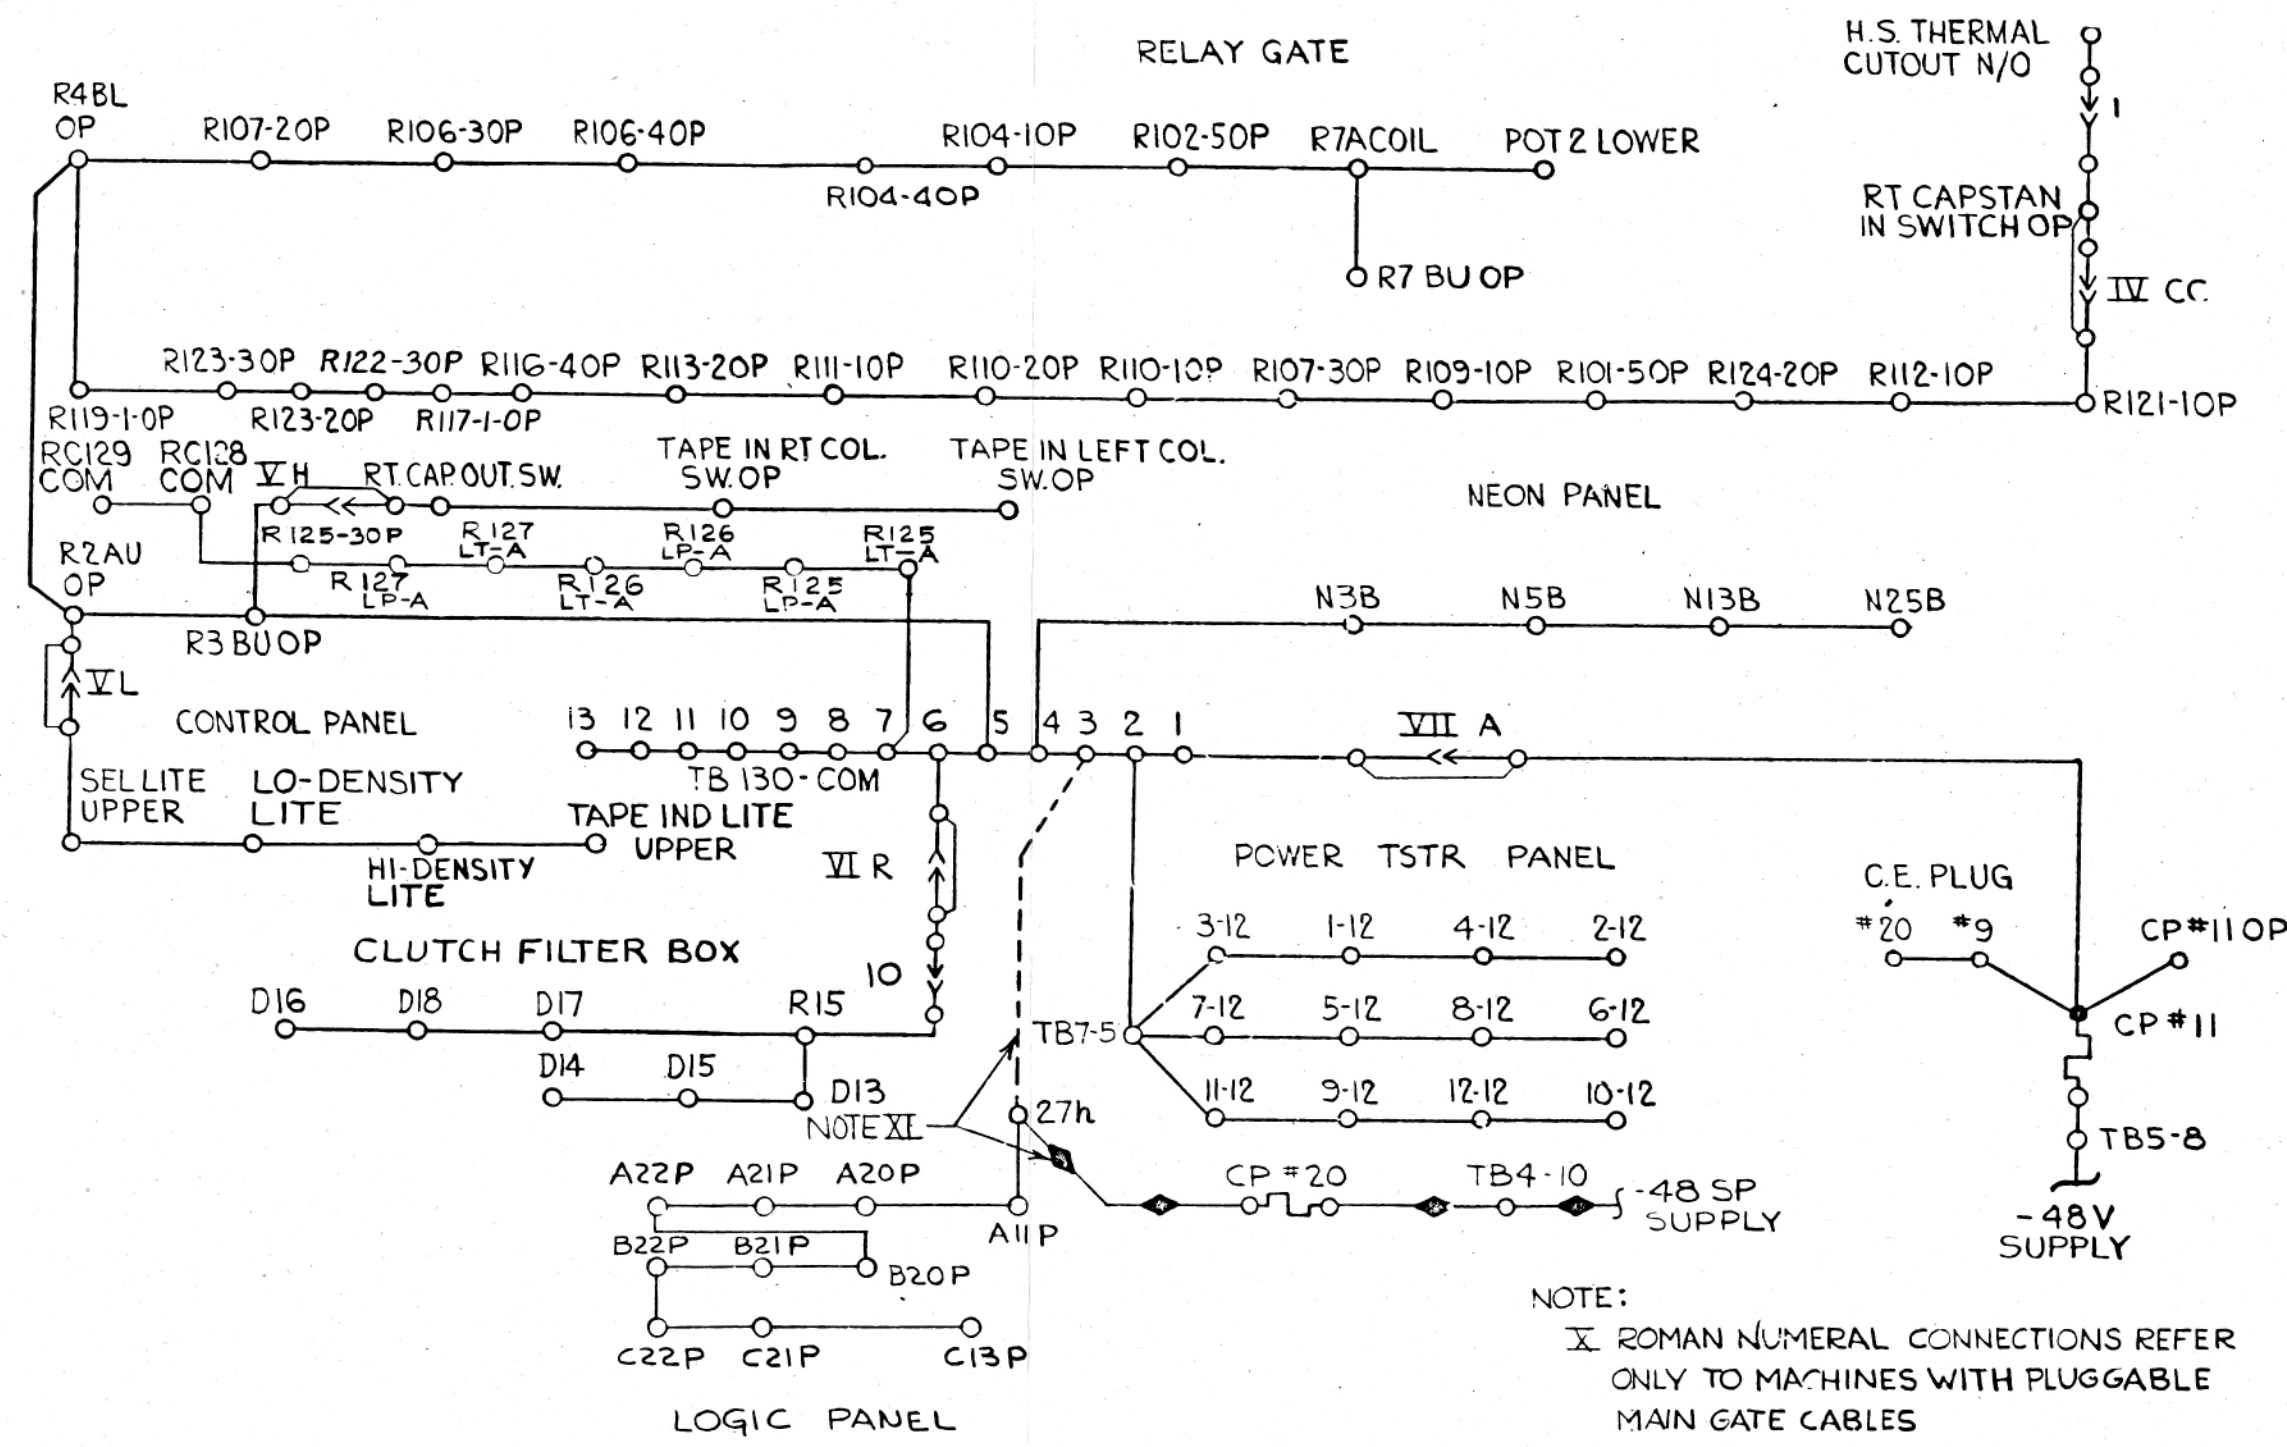 RELAY GATE
H.S. THERMAL
CUTOUT N/O
1
R4BL
OP
R107-2OP
R106-3OP
R106-4OP
R104-4OP
R104-1OP
R102-5OP
R7ACOIL
POT 2 LOWER
R7 BU OP
RT CAPSTAN
IN SWITCH OP
IV CC
R119-1-OP
R123-3OP
R123-2OP
R122-3OP
R117-1-OP
R116-4OP
R113-2OP
R111-1OP
R110-2OP
R110-1OP
R107-3OP
R109-1OP
R101-5OP
R124-2OP
R112-1OP
R121-1OP
RC129
COM
RC128
COM
V H
RT. CAP. OUT. SW.
TAPE IN RT COL.
SW. OP
TAPE IN LEFT COL.
SW. OP
NEON PANEL
R2AU
OP
R125-3OP
R127
LP-A
R127
LT-A
R126
LT-A
R126
LP-A
R125
LP-A
R125
LT-A
R3 BU OP
N3B
N5B
N13B
N25B
V L
CONTROL PANEL
13 12 11 10 9 8 7 6 5 4 3 2 1
TB 130-COM
VII A
SEL LITE
UPPER
LO-DENSITY
LITE
HI-DENSITY
LITE
TAPE IND LITE
UPPER
VI R
POWER TSTR PANEL
C.E. PLUG
#20 #9
CP#11 OP
CP #11
3-12 1-12 4-12 2-12
7-12 5-12 8-12 6-12
11-12 9-12 12-12 10-12
TB7-5
CLUTCH FILTER BOX
10
D16 D18 D17 R15
D14 D15 D13
NOTE XI
27h
TB5-8
-48V
SUPPLY
A22P A21P A20P
A11P
CP #20
TB4-10
-48 SP
SUPPLY
B22P B21P
B20P
C22P C21P C13P
LOGIC PANEL
NOTE:
X ROMAN NUMERAL CONNECTIONS REFER
ONLY TO MACHINES WITH PLUGGABLE
MAIN GATE CABLES